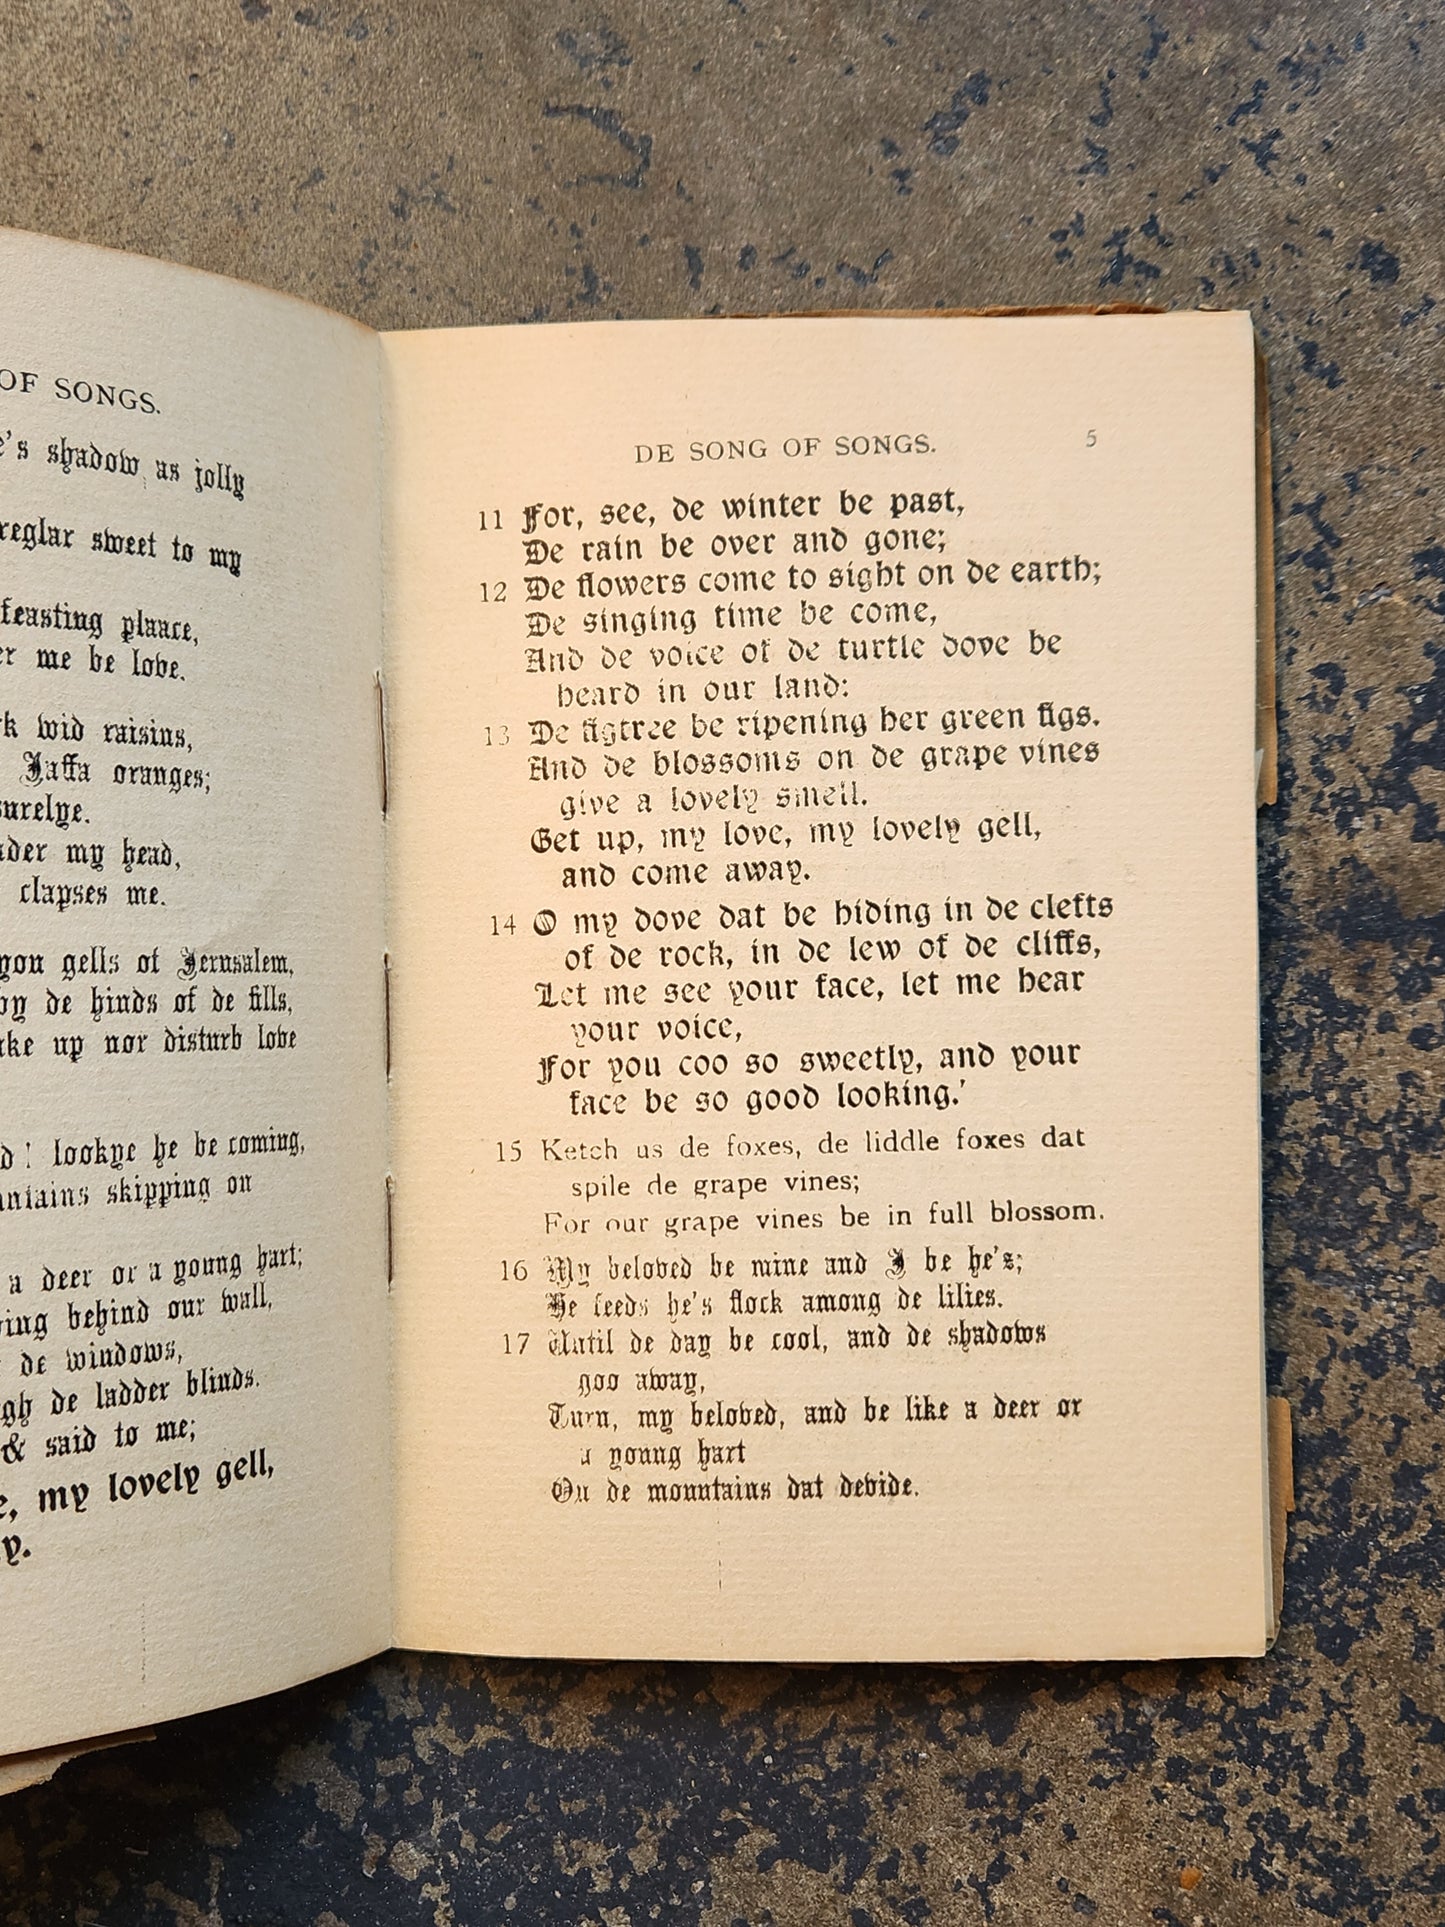 OF SONGS.
's shadow as jolly
reglar sweet to my
feasting plaace,
me be love.
wid raisins,
Jaffa oranges;
surelye.
my head,
clapses me.
you gells of Jerusalem,
by de hinds of de fills,
up nor disturb love
! lookye he be coming,
skipping on
a deer or a young hart;
behind our wall,
de windows,
de ladder blinds.
& said to me;
my lovely gell,
DE SONG OF SONGS. 5
11 For, see, de winter be past,
De rain be over and gone;
12 De flowers come to sight on de earth;
De singing time be come,
And de voice of de turtle dove be
heard in our land:
13 De figtree be ripening her green figs.
And de blossoms on de grape vines
give a lovely smell.
Get up, my love, my lovely gell,
and come away.
14 O my dove dat be hiding in de clefts
of de rock, in de lew of de cliffs,
Let me see your face, let me hear
your voice,
For you coo so sweetly, and your
face be so good looking.'
15 Ketch us de foxes, de liddle foxes dat
spile de grape vines;
For our grape vines be in full blossom.
16 My beloved be mine and I be he's;
He feeds he's flock among de lilies.
17 Until de day be cool, and de shadows
goo away,
Turn, my beloved, and be like a deer or
a young hart
On de mountains dat devide.